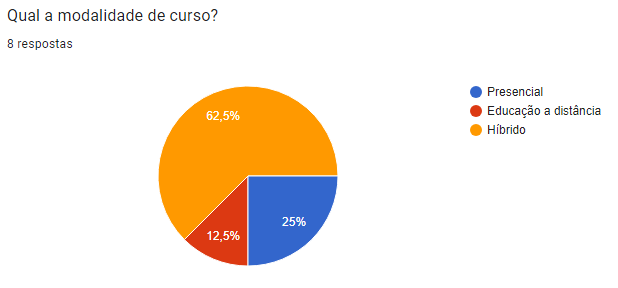 Qual a modalidade de curso?
8 respostas
62,5%
12,5%
25%
Presencial
Educação a distância
Híbrido